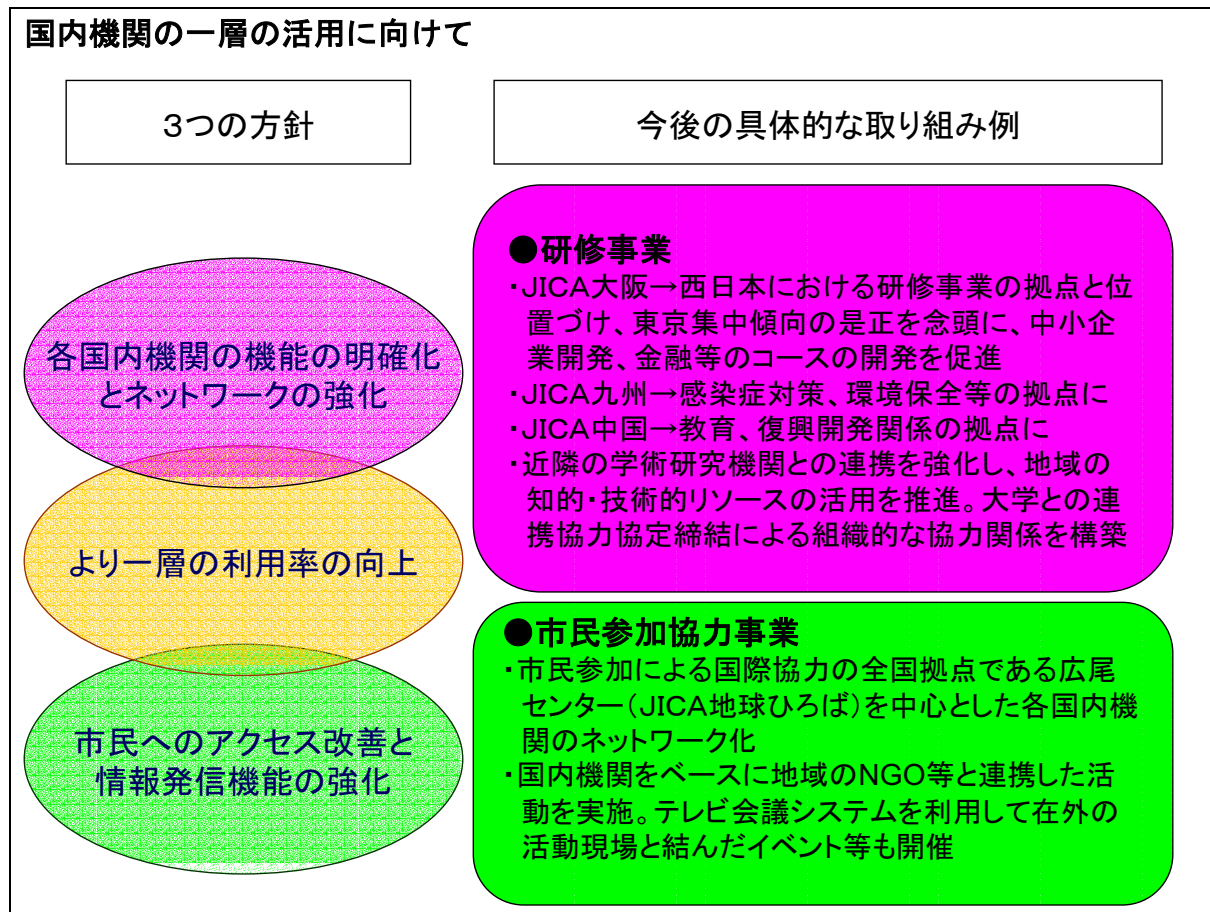 国内機関の一層の活用に向けて
3つの方針
今後の具体的な取り組み例
各国内機関の機能の明確化
とネットワークの強化
より一層の利用率の向上
市民へのアクセス改善と
情報発信機能の強化
●研修事業
・JICA大阪→西日本における研修事業の拠点と位
置づけ、東京集中傾向の是正を念頭に、中小企
業開発、金融等のコースの開発を促進
・JICA九州→感染症対策、環境保全等の拠点に
・JICA中国→教育、復興開発関係の拠点に
・近隣の学術研究機関との連携を強化し、地域の
知的・技術的リソースの活用を推進。大学との連
携協力協定締結による組織的な協力関係を構築
●市民参加協力事業
・市民参加による国際協力の全国拠点である広尾
センター（JICA地球ひろば）を中心とした各国内機
関のネットワーク化
・国内機関をベースに地域のNGO等と連携した活
動を実施。テレビ会議システムを利用して在外の
活動現場と結んだイベント等も開催